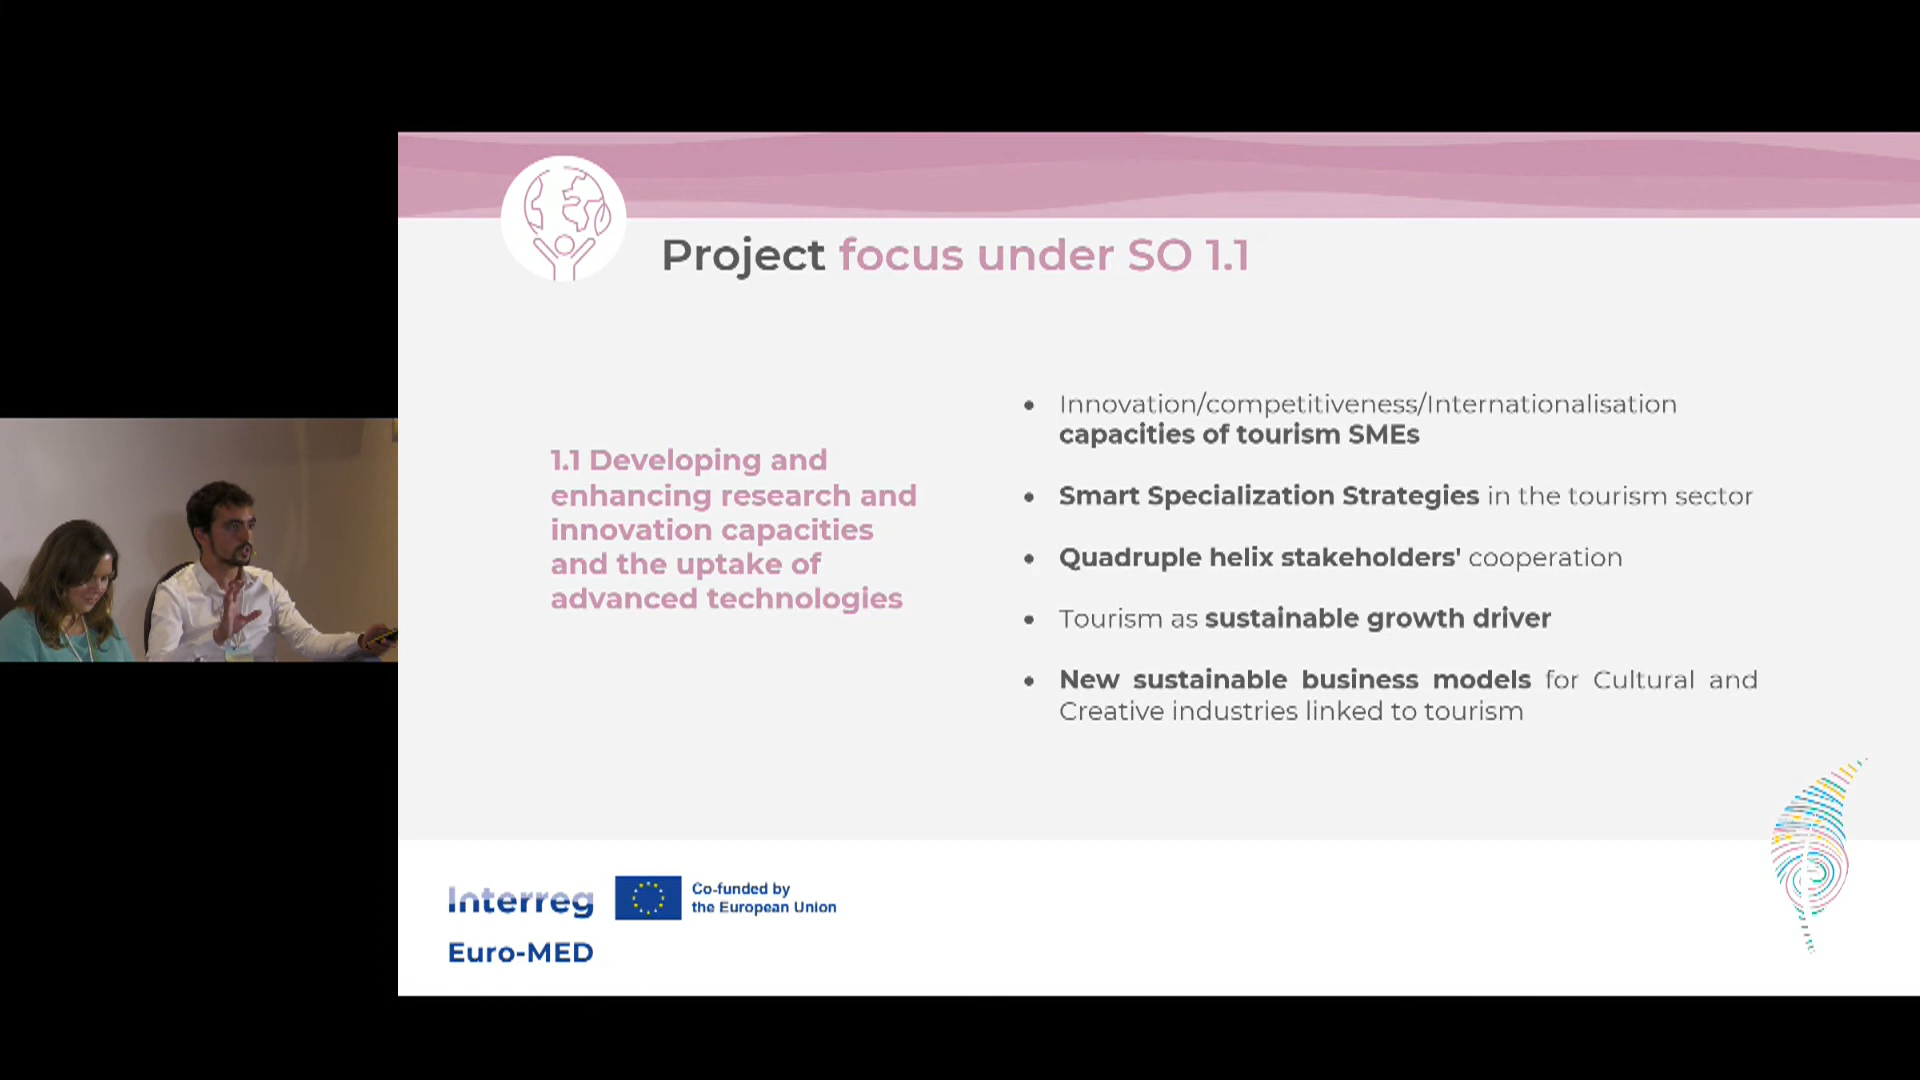 Project focus under SO 1.1
1.1 Developing and
enhancing research and
innovation capacities
and the uptake of
advanced technologies
• Innovation/competitiveness/Internationalisation
capacities of tourism SMEs
• Smart Specialization Strategies in the tourism sector
• Quadruple helix stakeholders' cooperation
• Tourism as sustainable growth driver
• New sustainable business models for Cultural and
Creative industries linked to tourism
Interreg
Co-funded by
the European Union
Euro-MED